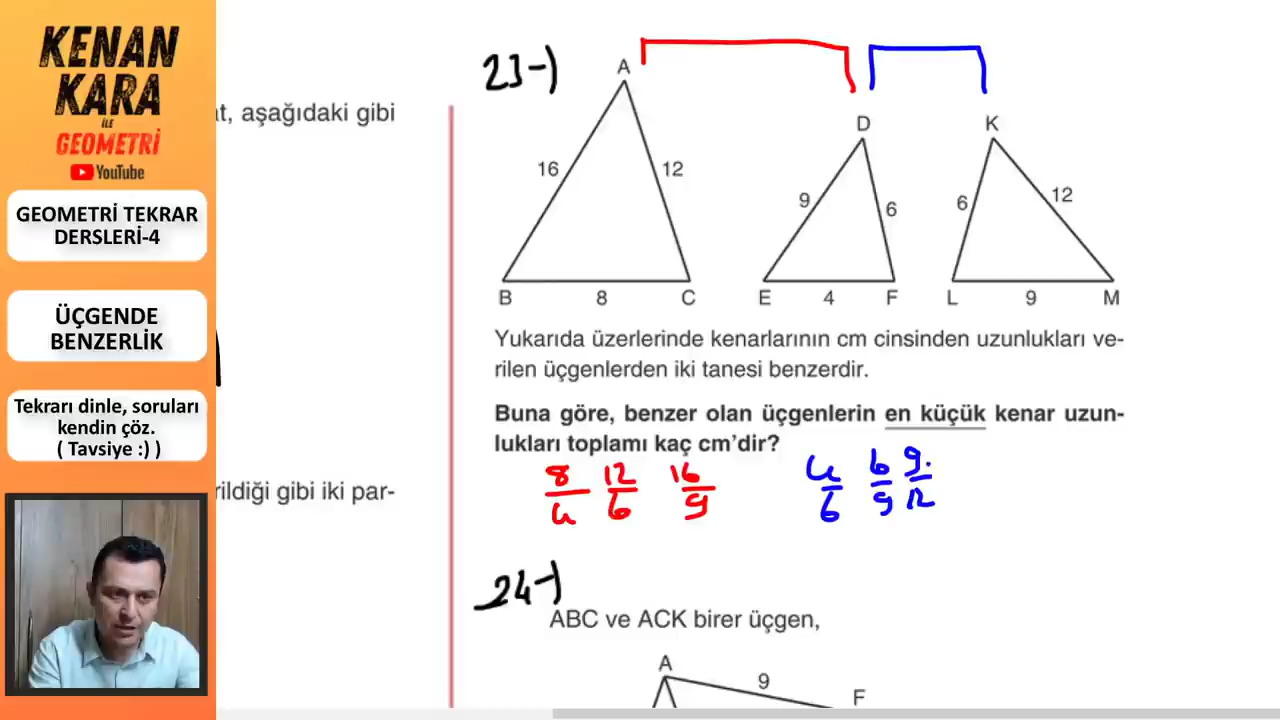 KENAN
KARA
İLE
GEOMETRİ
YouTube
GEOMETRİ TEKRAR
DERSLERİ-4
ÜÇGENDE
BENZERLİK
Tekrarı dinle, soruları
kendin çöz.
( Tavsiye :) )
at, aşağıdaki gibi
rildiği gibi iki par-
23-)
A
16
12
B
8
C
D
9
6
E
4
F
K
6
12
L
9
M
Yukarıda üzerlerinde kenarlarının cm cinsinden uzunlukları ve-
rilen üçgenlerden iki tanesi benzerdir.
Buna göre, benzer olan üçgenlerin en küçük kenar uzun-
lukları toplamı kaç cm'dir?
8/4 12/6 16/9 4/6 6/9 9/12
24-)
ABC ve ACK birer üçgen,
A
9
F